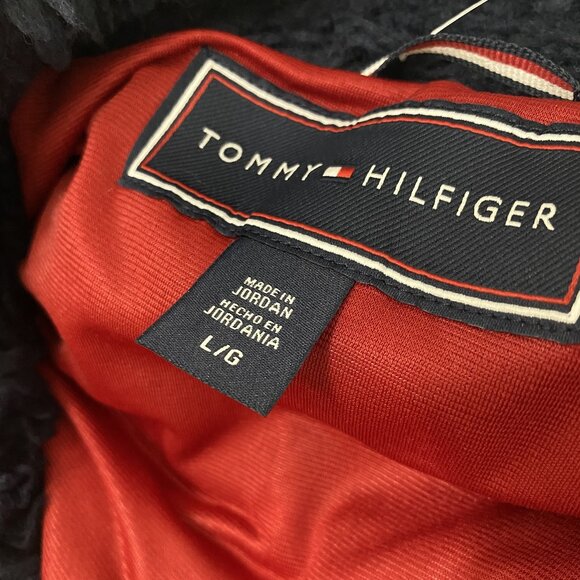 TOMMY HILFIGER
MADE IN
JORDAN
HECHO EN
JORDANIA
L/G